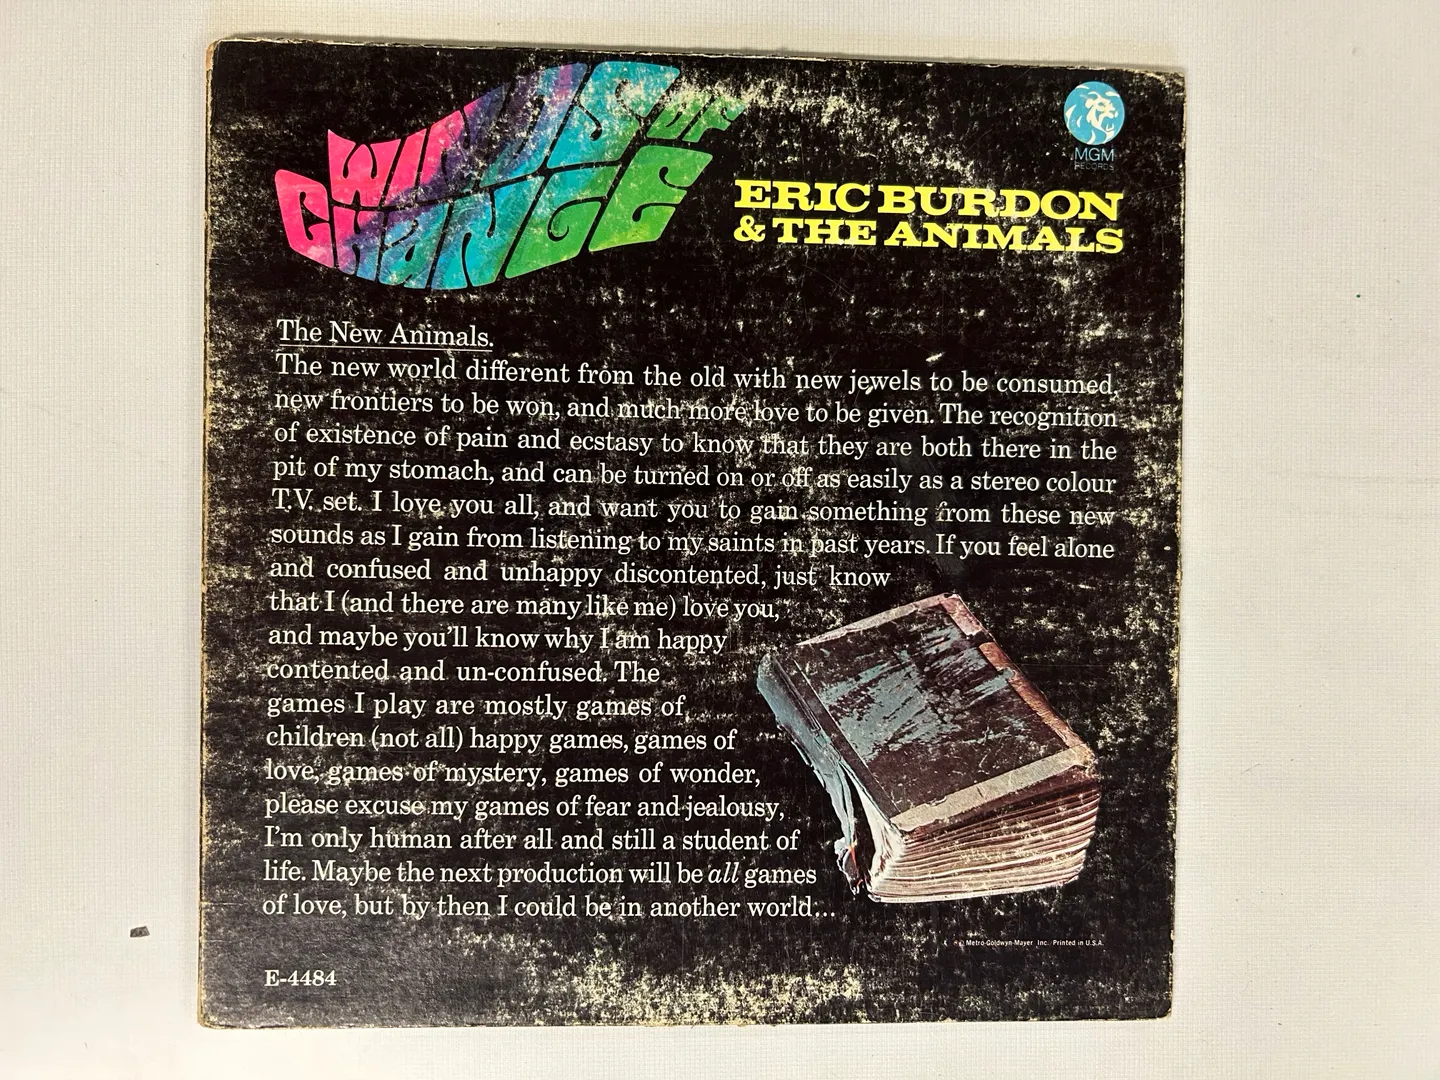 WINDS OF
CHANGE
MGM
RECORDS
ERIC BURDON
& THE ANIMALS
The New Animals.
The new world different from the old with new jewels to be consumed,
new frontiers to be won, and much more love to be given. The recognition
of existence of pain and ecstasy to know that they are both there in the
pit of my stomach, and can be turned on or off as easily as a stereo colour
T.V. set. I love you all, and want you to gain something from these new
sounds as I gain from listening to my saints in past years. If you feel alone
and confused and unhappy discontented, just know
that I (and there are many like me) love you,
and maybe you'll know why I am happy
contented and un-confused. The
games I play are mostly games of
children (not all) happy games, games of
love, games of mystery, games of wonder,
please excuse my games of fear and jealousy,
I'm only human after all and still a student of
life. Maybe the next production will be all games
of love, but by then I could be in another world...
Metro-Goldwyn-Mayer Inc. Printed in U.S.A.
E-4484